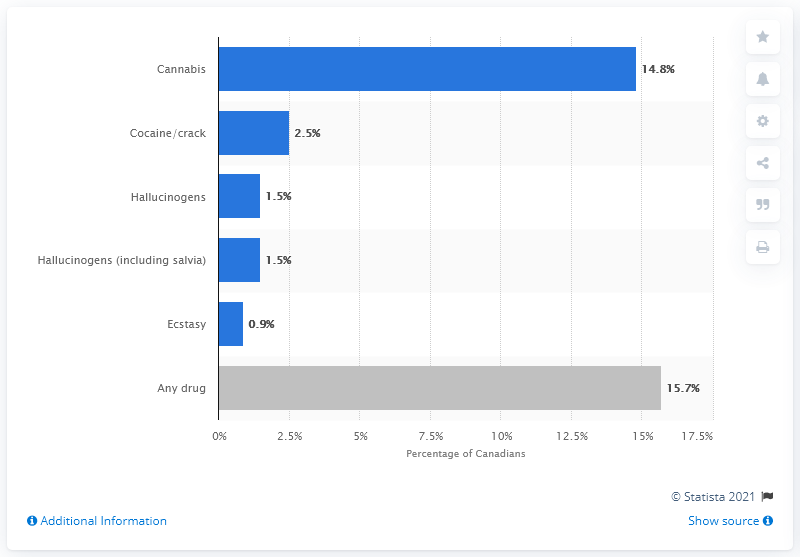 Cannabis 14.8%
Cocaine/crack 2.5%
Hallucinogens 1.5%
Hallucinogens (including salvia) 1.5%
Ecstasy 0.9%
Any drug 15.7%
0% 2.5% 5% 7.5% 10% 12.5% 15% 17.5%
Percentage of Canadians
© Statista 2021
Additional Information Show source